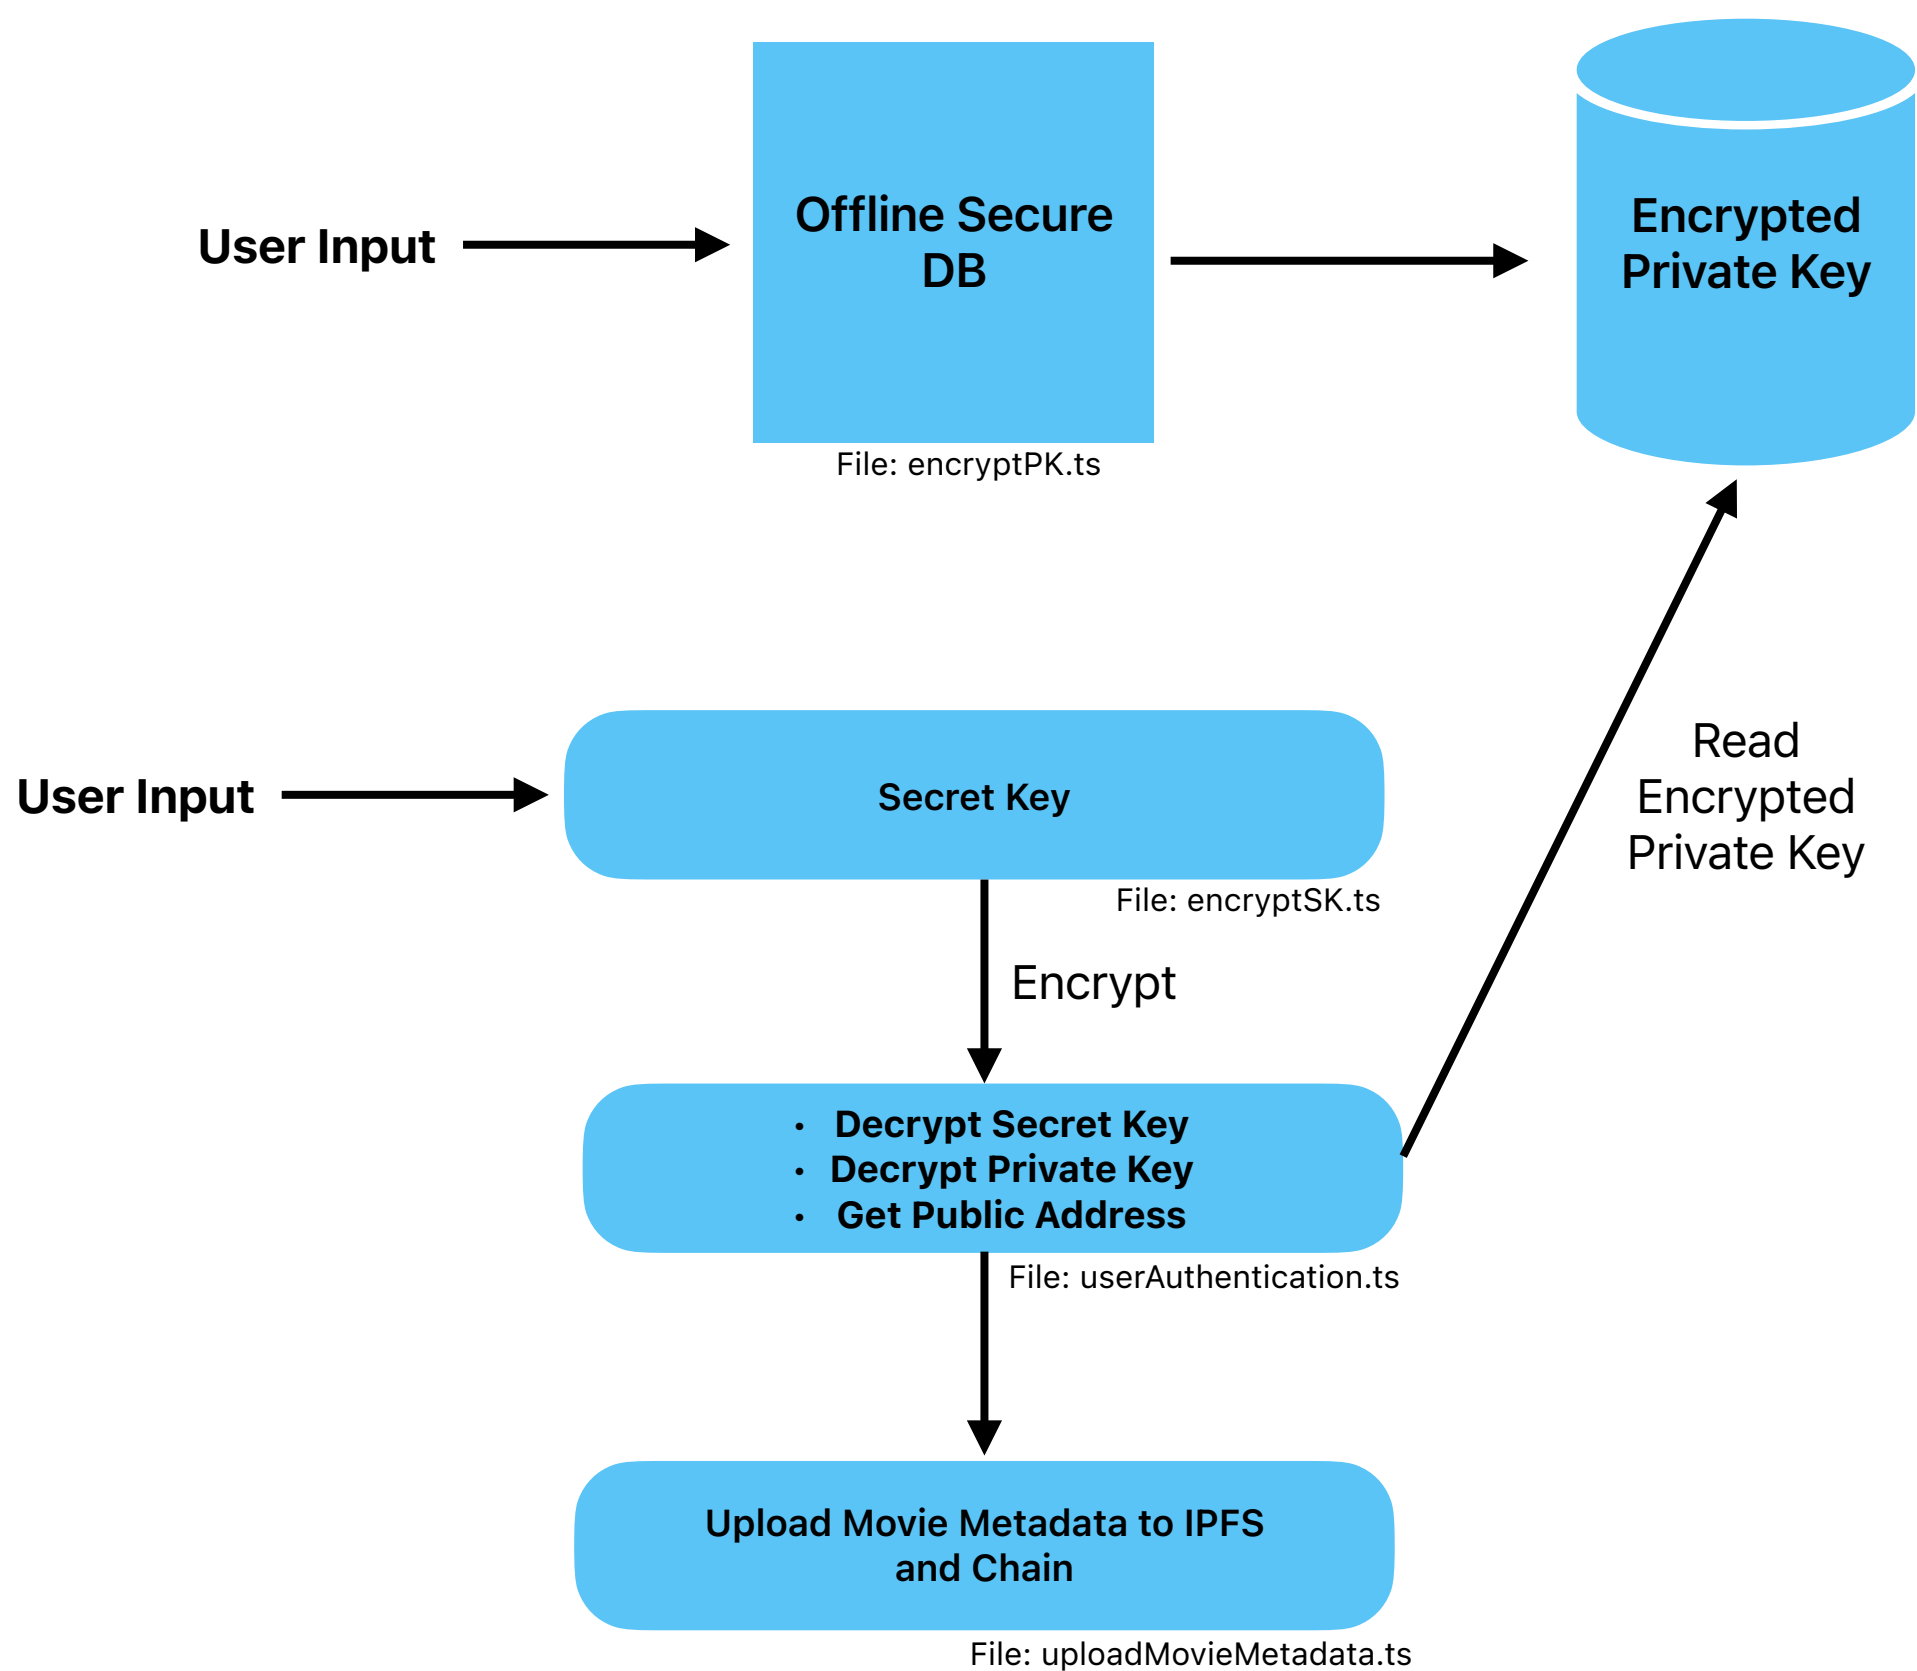 User Input
Offline Secure
DB
Encrypted
Private Key
File: encryptPK.ts
User Input
Secret Key
Read
Encrypted
Private Key
File: encryptSK.ts
Encrypt
• Decrypt Secret Key
• Decrypt Private Key
• Get Public Address
File: userAuthentication.ts
Upload Movie Metadata to IPFS
and Chain
File: uploadMovieMetadata.ts